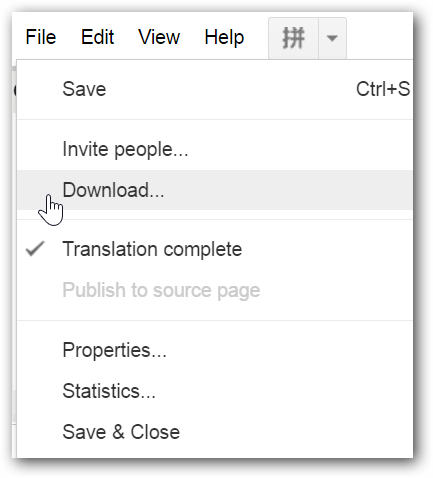 File Edit View Help 拼
Save Ctrl+S
Invite people...
Download...
Translation complete
Publish to source page
Properties...
Statistics...
Save & Close